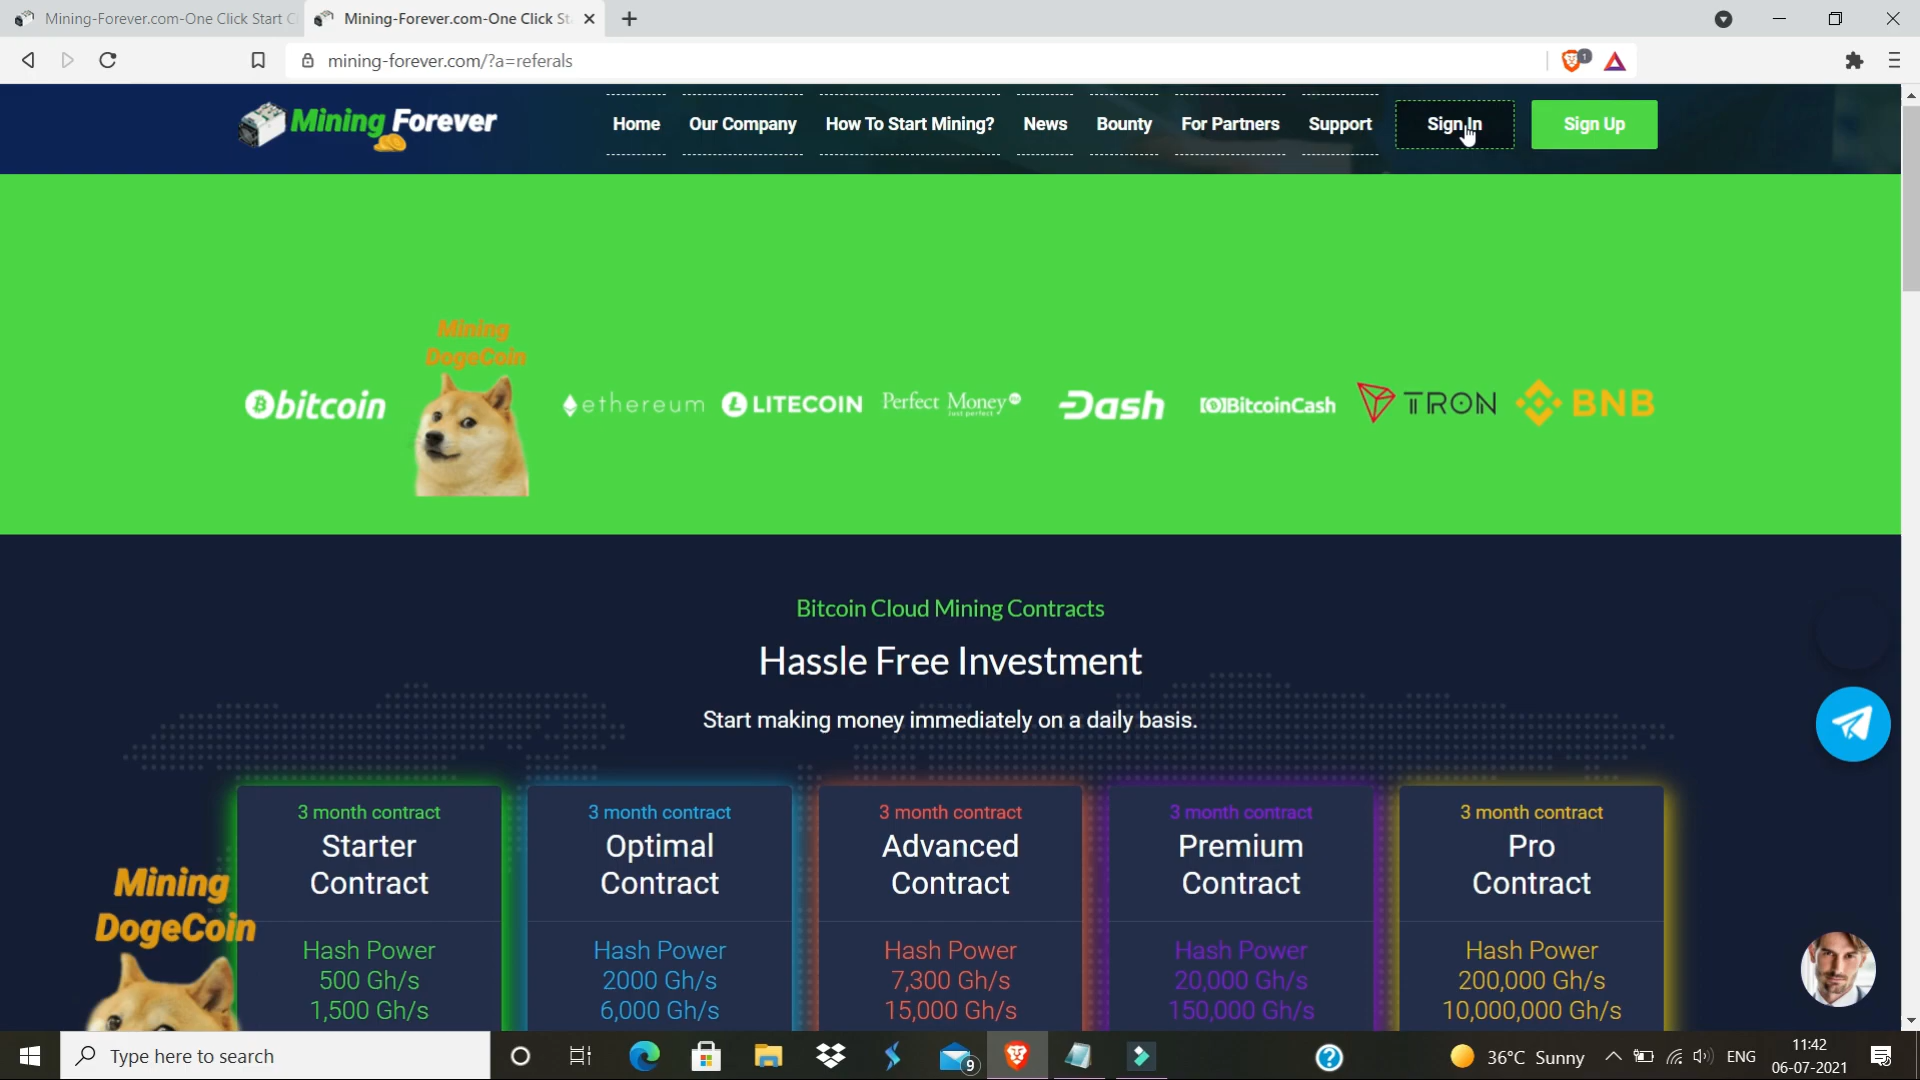 Mining-Forever.com-One Click Start C
Mining-Forever.com-One Click St
mining-forever.com/?a=referals
1
Mining Forever
Home
Our Company
How To Start Mining?
News
Bounty
For Partners
Support
Sign In
Sign Up
Mining
DogeCoin
bitcoin
ethereum
LITECOIN
Perfect Money
just perfect
Dash
BitcoinCash
TRON
BNB
Bitcoin Cloud Mining Contracts
Hassle Free Investment
Start making money immediately on a daily basis.
3 month contract
Starter
Contract
Hash Power
500 Gh/s
1,500 Gh/s
3 month contract
Optimal
Contract
Hash Power
2000 Gh/s
6,000 Gh/s
3 month contract
Advanced
Contract
Hash Power
7,300 Gh/s
15,000 Gh/s
3 month contract
Premium
Contract
Hash Power
20,000 Gh/s
150,000 Gh/s
3 month contract
Pro
Contract
Hash Power
200,000 Gh/s
10,000,000 Gh/s
Mining
DogeCoin
Type here to search
9
36°C Sunny
ENG
11:42
06-07-2021